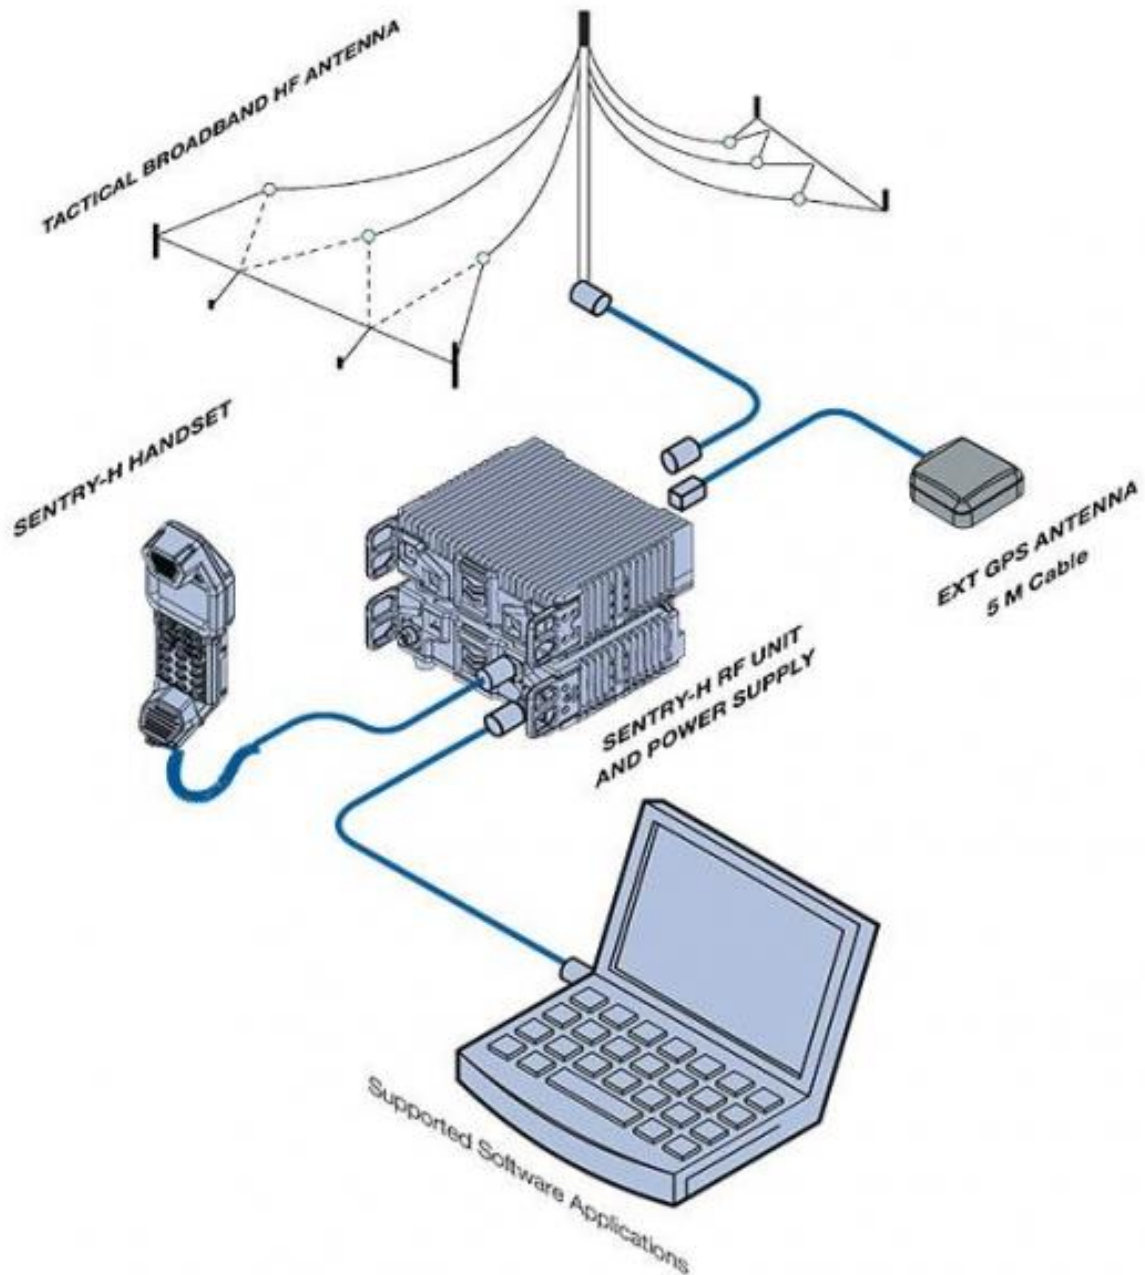 TACTICAL BROADBAND HF ANTENNA
SENTRY-H HANDSET
EXT GPS ANTENNA
5 M Cable
SENTRY-H RF UNIT
AND POWER SUPPLY
Supported Software Applications